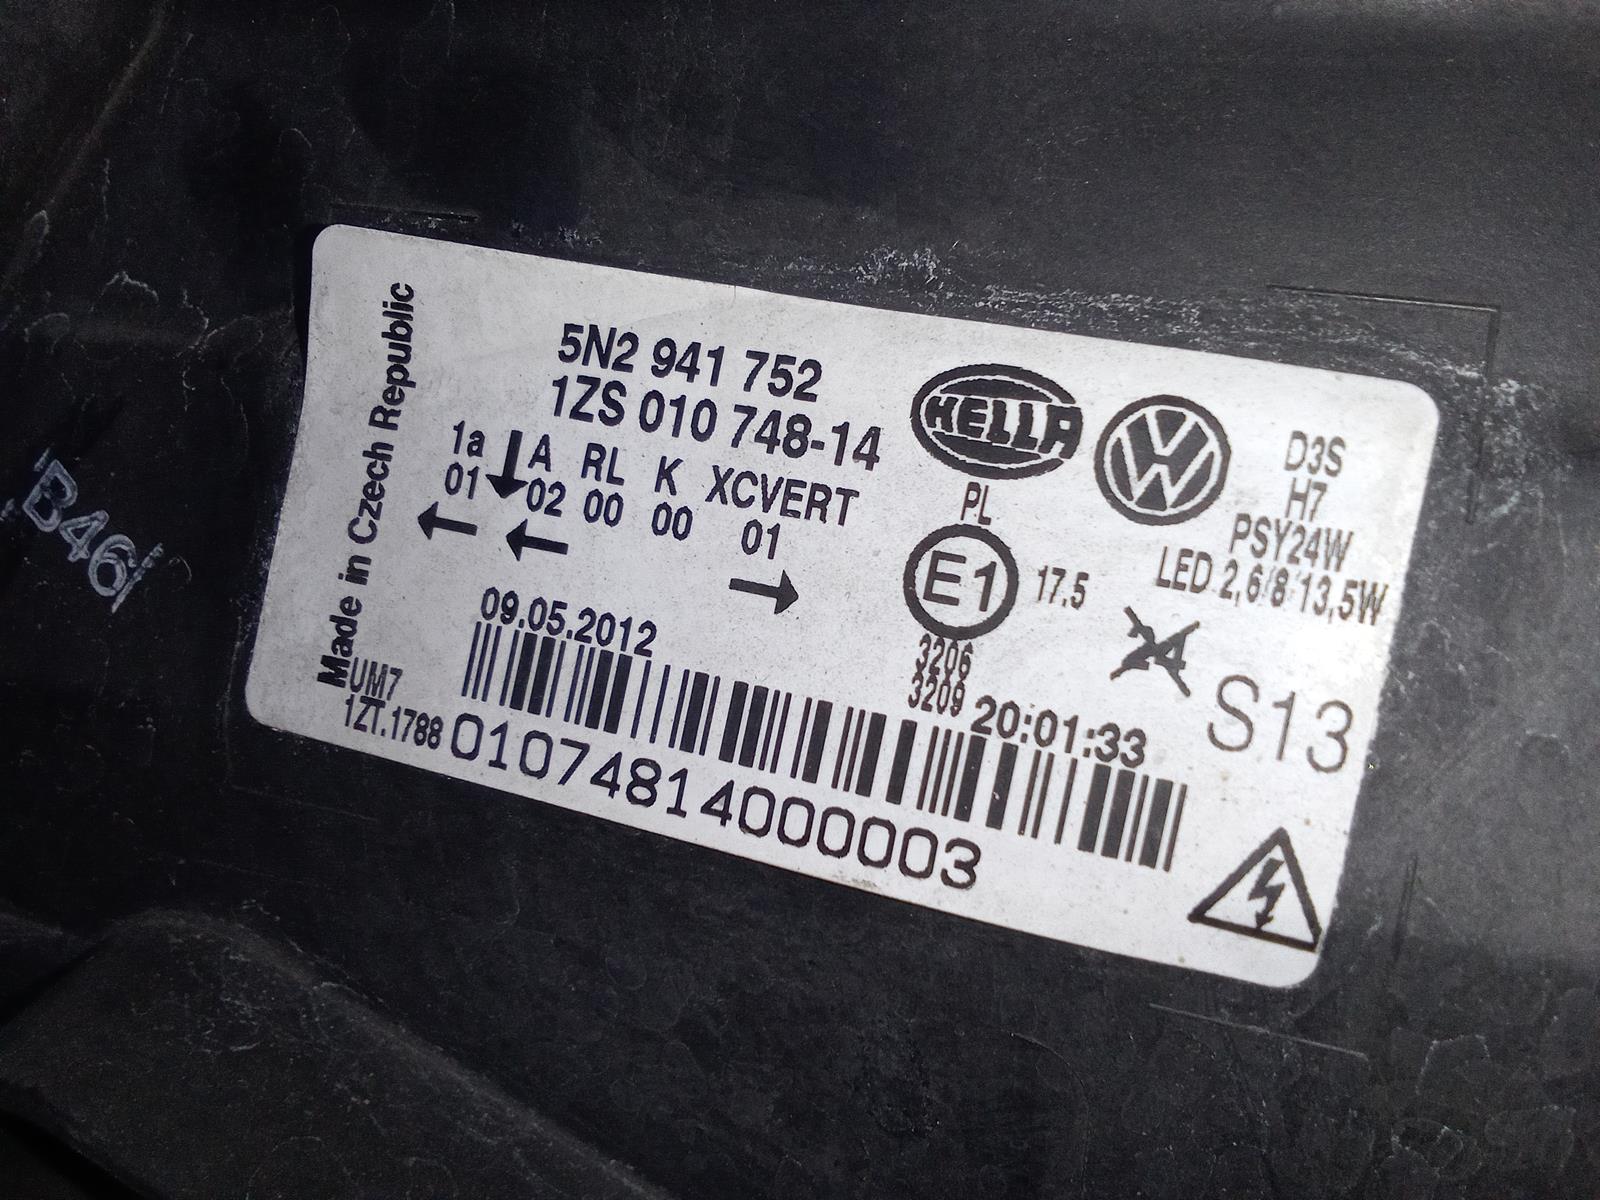 Made in Czech Republic
5N2 941 752
1ZS 010 748-14
1a A RL K XCVERT
01 02 00 00 01
HELLA
D3S
H7
PSY24W
LED 2,6/8/13,5W
PL
E1 17.5
3206
3209
24
S13
09.05.2012
20:01:33
UM7
1ZT.1788
010748140000003
B46